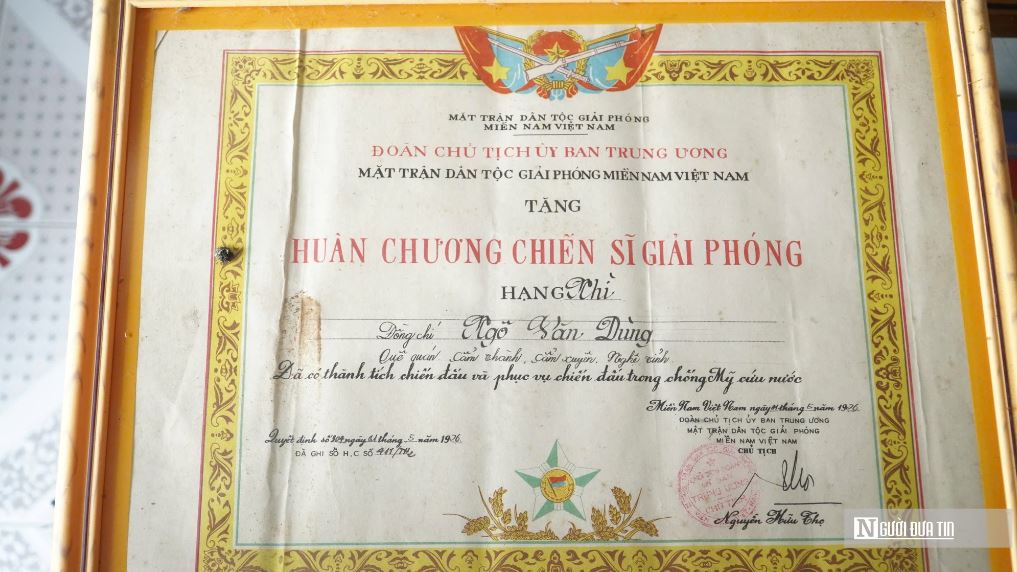 MẶT TRẬN DÂN TỘC GIẢI PHÓNG
MIỀN NAM VIỆT NAM
ĐOÀN CHỦ TỊCH ỦY BAN TRUNG ƯƠNG
MẶT TRẬN DÂN TỘC GIẢI PHÓNG MIỀN NAM VIỆT NAM
TẶNG
HUÂN CHƯƠNG CHIẾN SĨ GIẢI PHÓNG
HẠNG Nhì
Đồng chí Ngô Văn Dùng
Quê quán cẩm thành, cẩm xuyên, Nghệ tĩnh
Đã có thành tích chiến đấu và phục vụ chiến đấu trong chống Mỹ cứu nước
Miền Nam Việt Nam ngày tháng 5 năm 1976
ĐOÀN CHỦ TỊCH ỦY BAN TRUNG ƯƠNG
MẶT TRẬN DÂN TỘC GIẢI PHÓNG
MIỀN NAM VIỆT NAM
CHỦ TỊCH
Quyết định số ngày tháng 5 năm 1976
ĐÃ GHI SỔ H.C SỐ
Nguyễn Hữu Thọ
NGƯỜI ĐƯA TIN